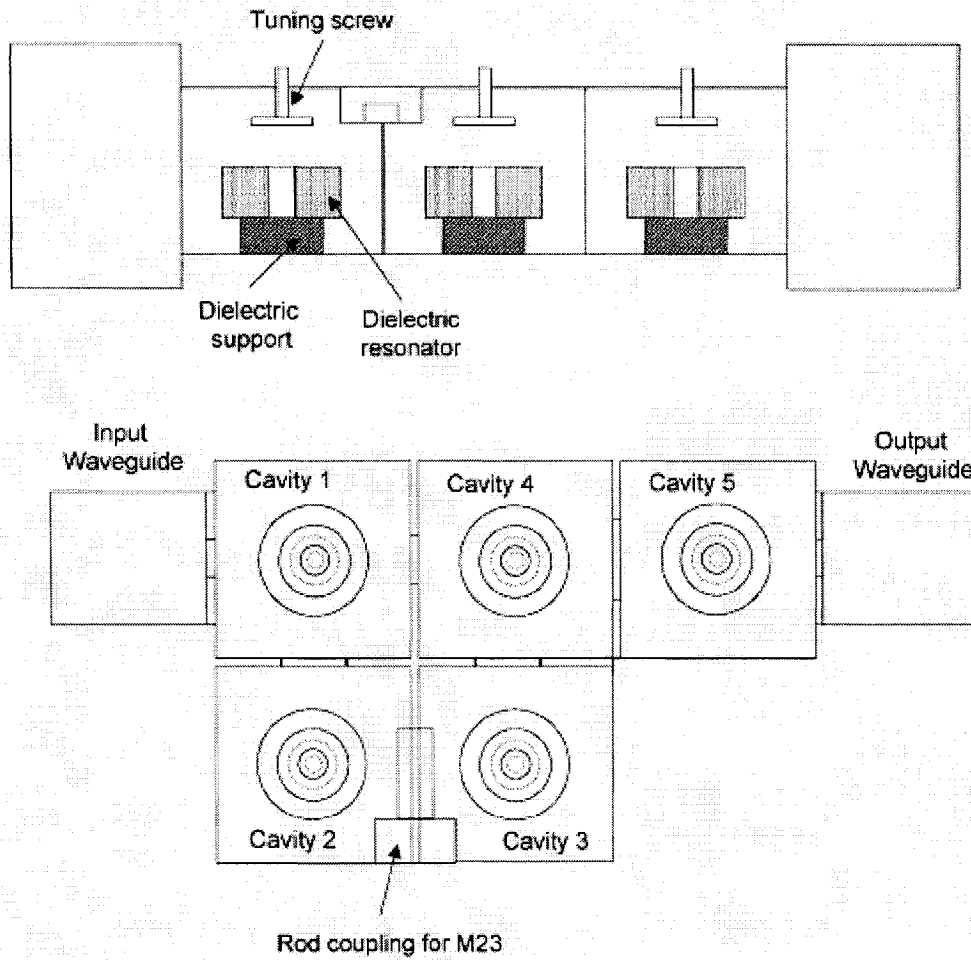 Tuning screw
Dielectric
support
Dielectric
resonator
Input
Waveguide
Output
Waveguide
Cavity 1
Cavity 4
Cavity 5
Cavity 2
Cavity 3
Rod coupling for M23